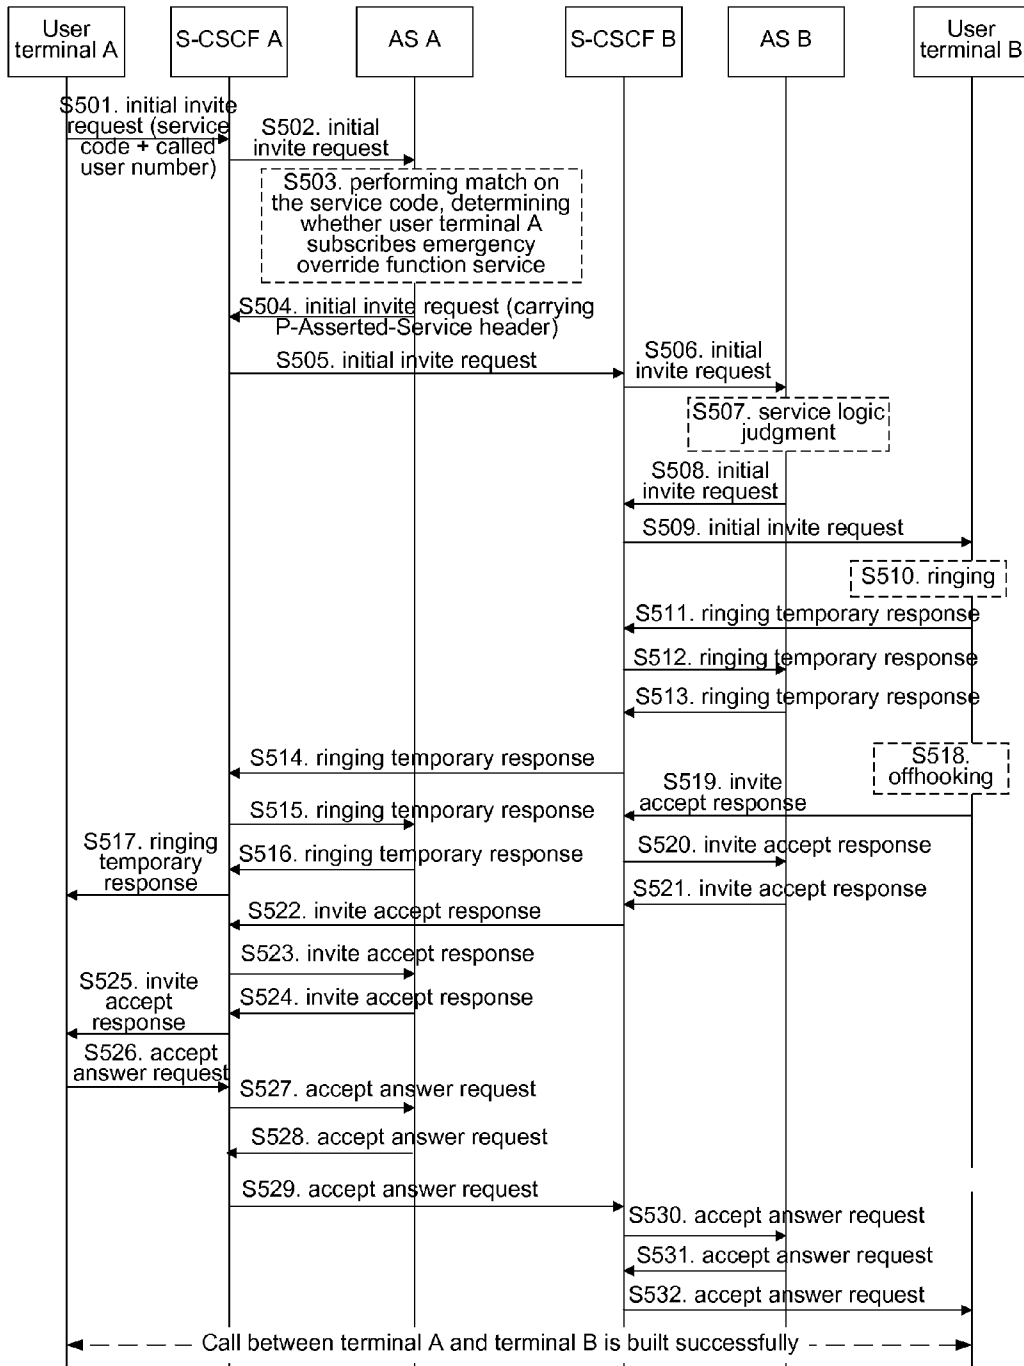 User
terminal A
S-CSCF A
AS A
S-CSCF B
AS B
User
terminal B
S501. initial invite
request (service
code + called
user number)
S502. initial
invite request
S503. performing match on
the service code, determining
whether user terminal A
subscribes emergency
override function service
S504. initial invite request (carrying
P-Asserted-Service header)
S505. initial invite request
S506. initial
invite request
S507. service logic
judgment
S508. initial
invite request
S509. initial invite request
S510. ringing
S511. ringing temporary response
S512. ringing temporary response
S513. ringing temporary response
S514. ringing temporary response
S518.
offhooking
S519. invite
accept response
S515. ringing temporary response
S517. ringing
temporary
response
S516. ringing temporary response
S520. invite accept response
S521. invite accept response
S522. invite accept response
S523. invite accept response
S525. invite
accept
response
S524. invite accept response
S526. accept
answer request
S527. accept answer request
S528. accept answer request
S529. accept answer request
S530. accept answer request
S531. accept answer request
S532. accept answer request
Call between terminal A and terminal B is built successfully